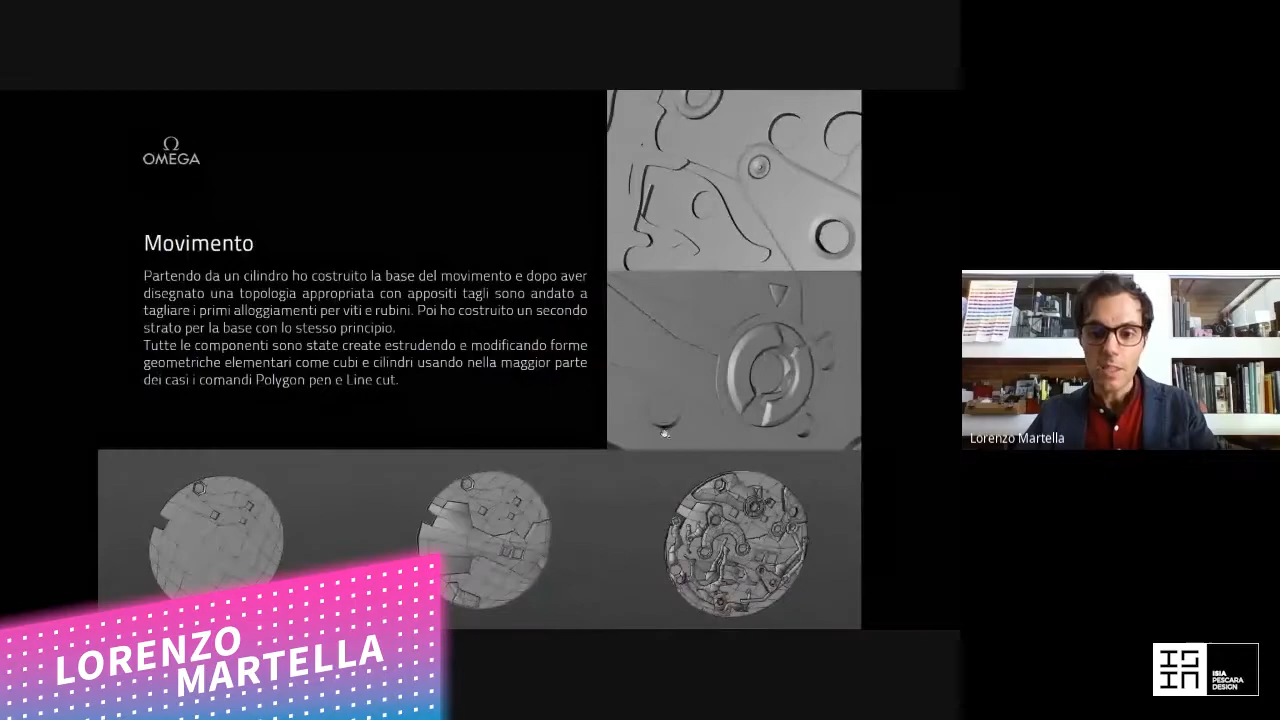 Ω
OMEGA
Movimento
Partendo da un cilindro ho costruito la base del movimento e dopo aver
disegnato una topologia appropriata con appositi tagli sono andato a
tagliare i primi alloggiamenti per viti e rubini. Poi ho costruito un secondo
strato per la base con lo stesso principio.
Tutte le componenti sono state create estrudendo e modificando forme
geometriche elementari come cubi e cilindri usando nella maggior parte
dei casi i comandi Polygon pen e Line cut.
Lorenzo Martella
LORENZO
MARTELLA
ISIA
PESCARA
DESIGN